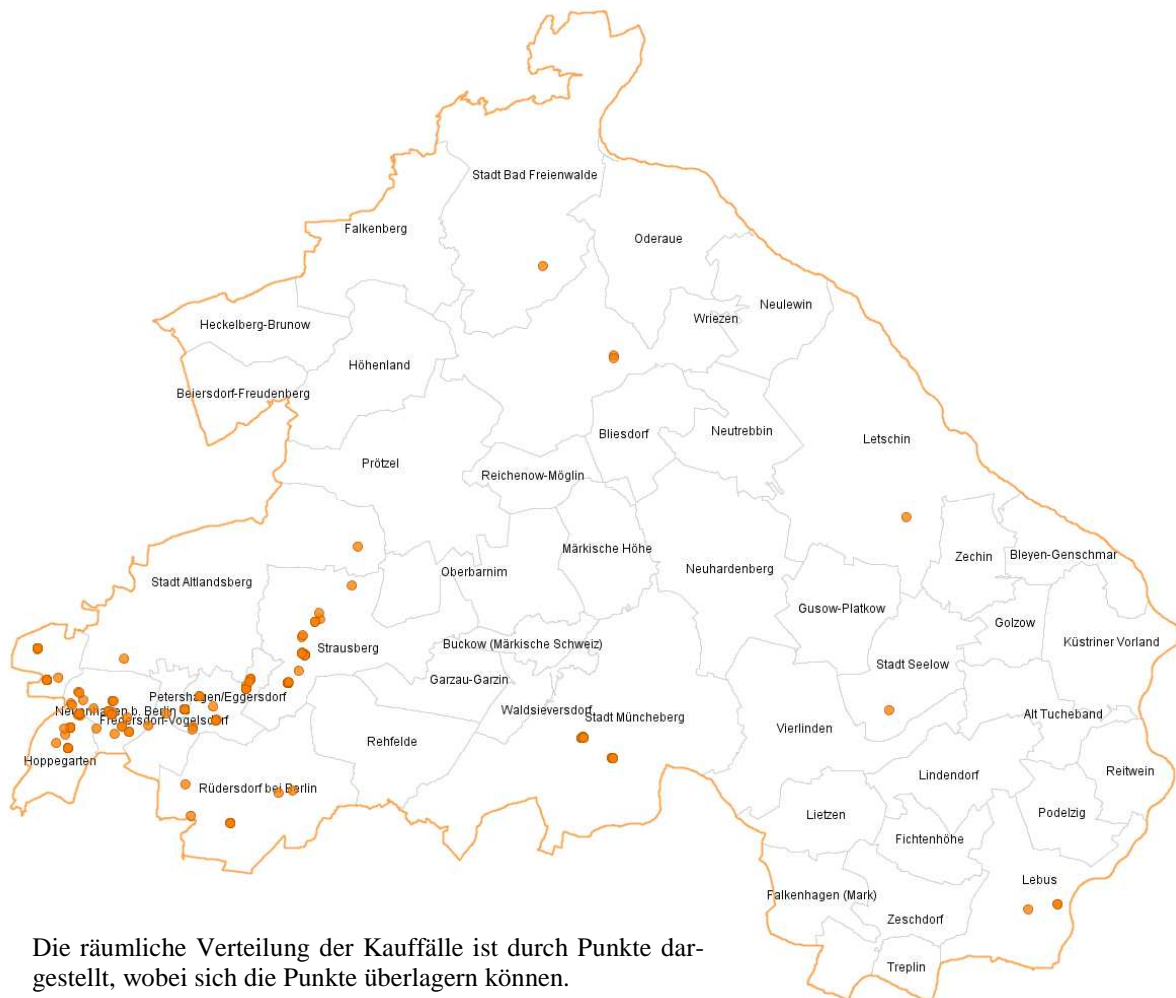 Stadt Bad Freienwalde
Falkenberg
Oderaue
Neulewin
Wriezen
Heckelberg-Brunow
Höhenland
Beiersdorf-Freudenberg
Bliesdorf
Neutrebbin
Letschin
Prötzel
Reichenow-Möglin
Märkische Höhe
Zechin
Bleyen-Genschmar
Neuhardenberg
Oberbarnim
Stadt Altlandsberg
Gusow-Platkow
Golzow
Küstriner Vorland
Strausberg
Buckow (Märkische Schweiz)
Stadt Seelow
Garzau-Garzin
Petershagen/Eggersdorf
Waldsieversdorf
Neuenhagen b. Berlin
Stadt Müncheberg
Alt Tucheband
Fredersdorf-Vogelsdorf
Vierlinden
Rehfelde
Hoppegarten
Reitwein
Lindendorf
Rüdersdorf bei Berlin
Lietzen
Podelzig
Fichtenhöhe
Lebus
Falkenhagen (Mark)
Zeschdorf
Treplin
Die räumliche Verteilung der Kauffälle ist durch Punkte dar-
gestellt, wobei sich die Punkte überlagern können.